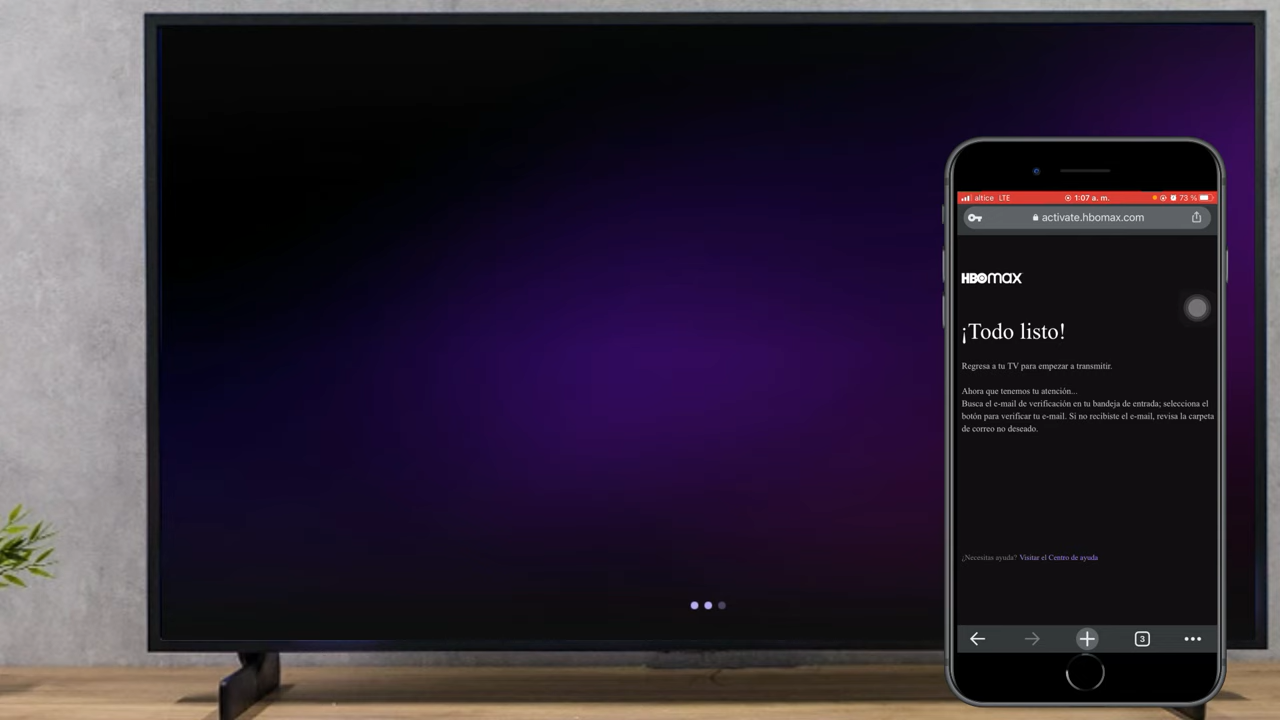 altice LTE 1:07 a. m. 73 %
activate.hbomax.com
HBOMAX
¡Todo listo!
Regresa a tu TV para empezar a transmitir.
Ahora que tenemos tu atención...
Busca el e-mail de verificación en tu bandeja de entrada; selecciona el
botón para verificar tu e-mail. Si no recibiste el e-mail, revisa la carpeta
de correo no deseado.
¿Necesitas ayuda? Visitar el Centro de ayuda
3